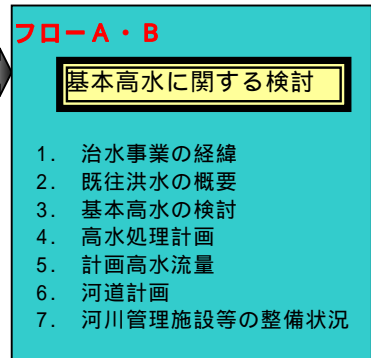 フローA・B
基本高水に関する検討
1. 治水事業の経緯
2. 既往洪水の概要
3. 基本高水の検討
4. 高水処理計画
5. 計画高水流量
6. 河道計画
7. 河川管理施設等の整備状況